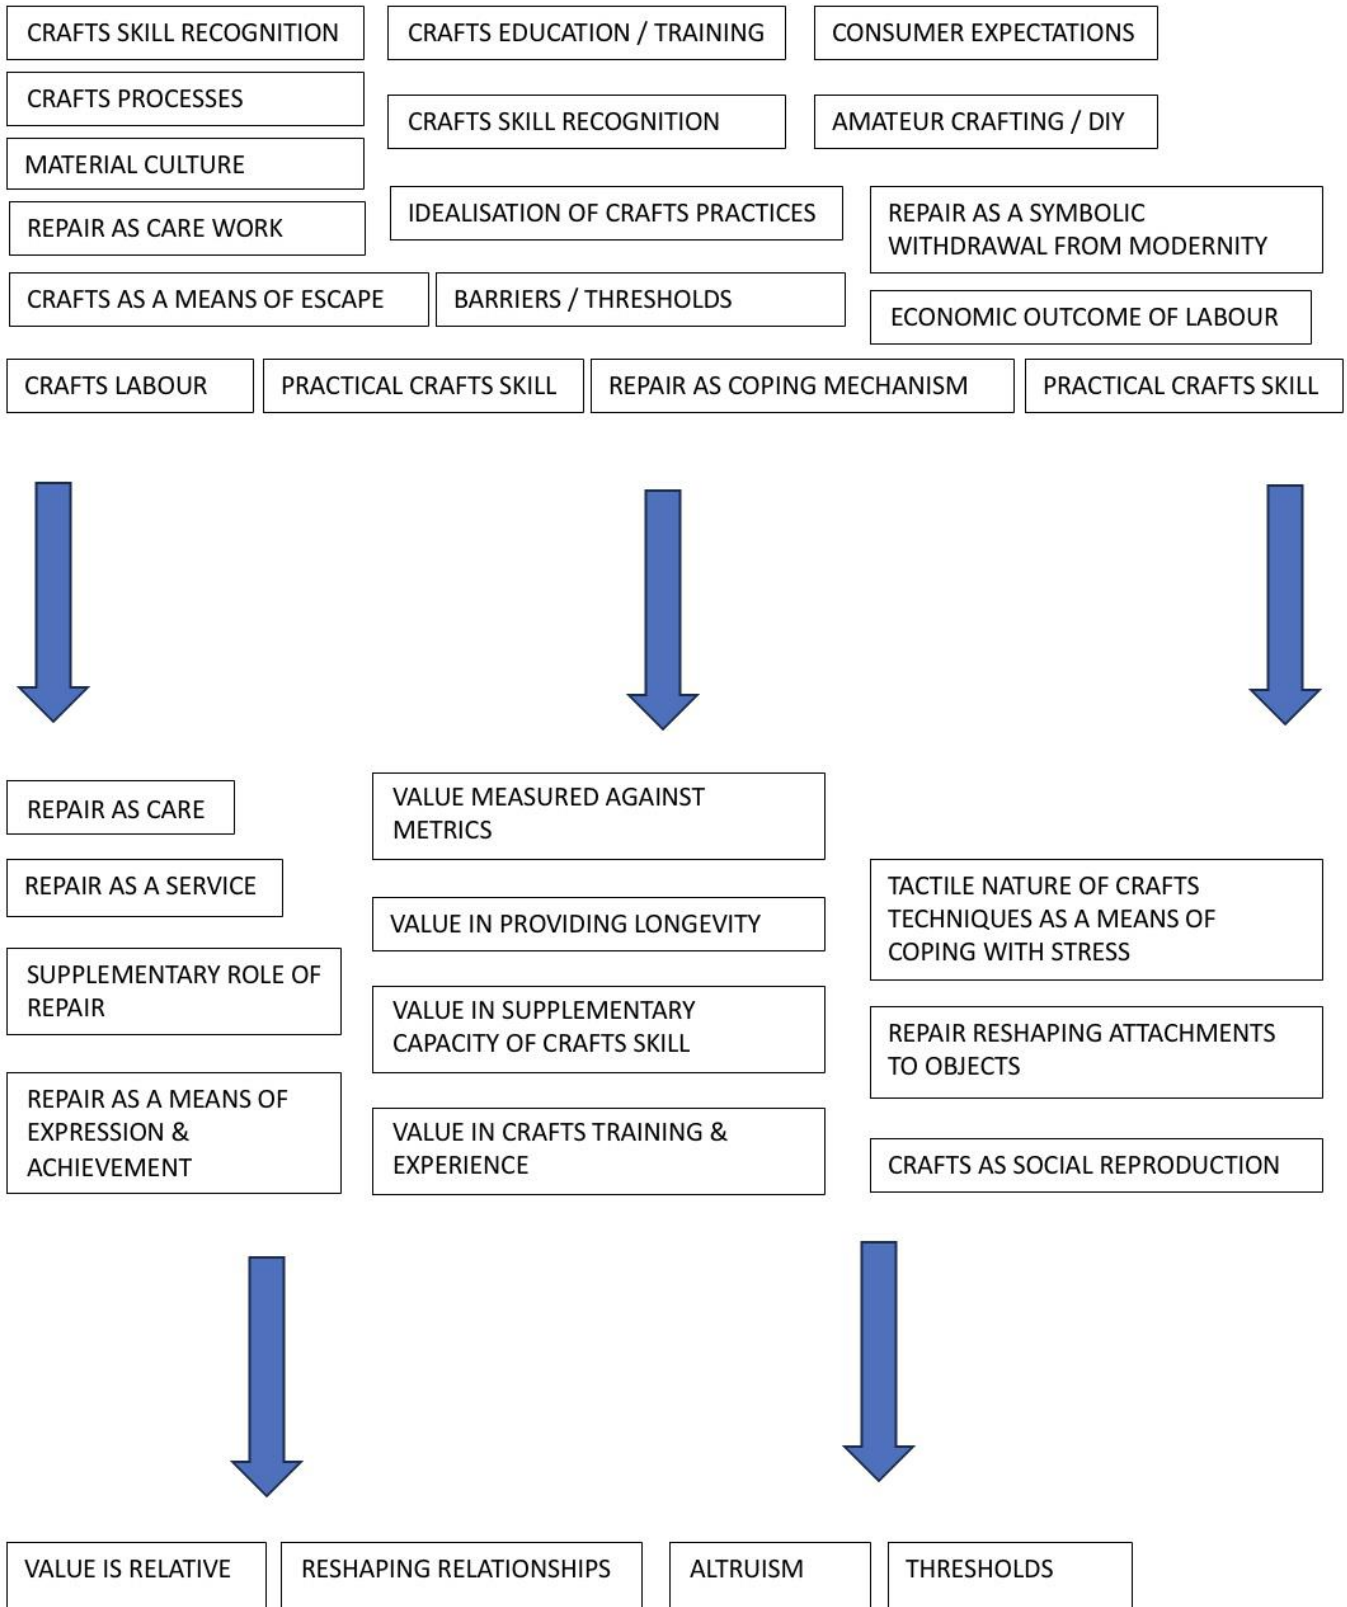 CRAFTS SKILL RECOGNITION
CRAFTS EDUCATION / TRAINING
CONSUMER EXPECTATIONS
CRAFTS PROCESSES
CRAFTS SKILL RECOGNITION
AMATEUR CRAFTING / DIY
MATERIAL CULTURE
REPAIR AS CARE WORK
IDEALISATION OF CRAFTS PRACTICES
REPAIR AS A SYMBOLIC
WITHDRAWAL FROM MODERNITY
CRAFTS AS A MEANS OF ESCAPE
BARRIERS / THRESHOLDS
ECONOMIC OUTCOME OF LABOUR
CRAFTS LABOUR
PRACTICAL CRAFTS SKILL
REPAIR AS COPING MECHANISM
PRACTICAL CRAFTS SKILL
REPAIR AS CARE
REPAIR AS A SERVICE
SUPPLEMENTARY ROLE OF
REPAIR
REPAIR AS A MEANS OF
EXPRESSION &
ACHIEVEMENT
VALUE MEASURED AGAINST
METRICS
VALUE IN PROVIDING LONGEVITY
VALUE IN SUPPLEMENTARY
CAPACITY OF CRAFTS SKILL
VALUE IN CRAFTS TRAINING &
EXPERIENCE
TACTILE NATURE OF CRAFTS
TECHNIQUES AS A MEANS OF
COPING WITH STRESS
REPAIR RESHAPING ATTACHMENTS
TO OBJECTS
CRAFTS AS SOCIAL REPRODUCTION
VALUE IS RELATIVE
RESHAPING RELATIONSHIPS
ALTRUISM
THRESHOLDS